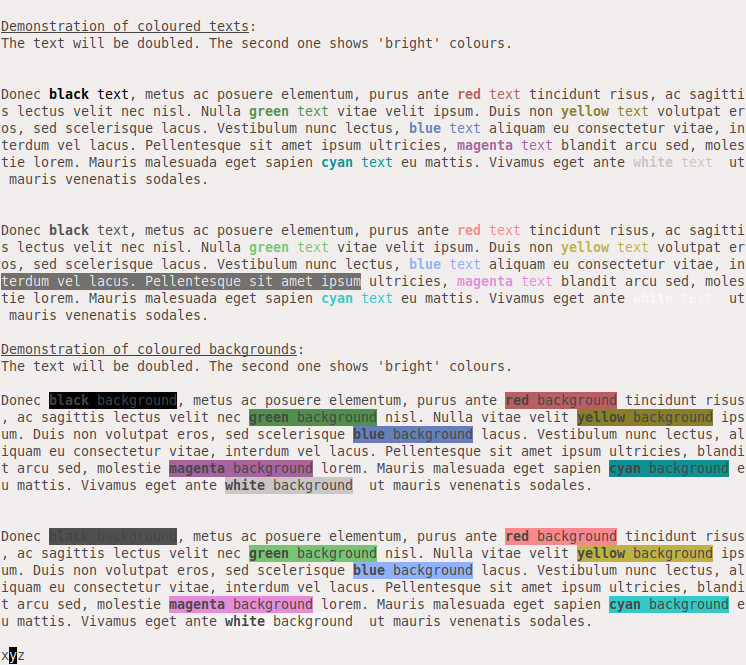 Demonstration of coloured texts:
The text will be doubled. The second one shows 'bright' colours.
Donec black text, metus ac posuere elementum, purus ante red text tincidunt risus, ac sagitti
s lectus velit nec nisl. Nulla green text vitae velit ipsum. Duis non yellow text volutpat er
os, sed scelerisque lacus. Vestibulum nunc lectus, blue text aliquam eu consectetur vitae, in
terdum vel lacus. Pellentesque sit amet ipsum ultricies, magenta text blandit arcu sed, moles
tie lorem. Mauris malesuada eget sapien cyan text eu mattis. Vivamus eget ante white text  ut
 mauris venenatis sodales.
Donec black text, metus ac posuere elementum, purus ante red text tincidunt risus, ac sagitti
s lectus velit nec nisl. Nulla green text vitae velit ipsum. Duis non yellow text volutpat er
os, sed scelerisque lacus. Vestibulum nunc lectus, blue text aliquam eu consectetur vitae, in
terdum vel lacus. Pellentesque sit amet ipsum ultricies, magenta text blandit arcu sed, moles
tie lorem. Mauris malesuada eget sapien cyan text eu mattis. Vivamus eget ante white text  ut
 mauris venenatis sodales.
Demonstration of coloured backgrounds:
The text will be doubled. The second one shows 'bright' colours.
Donec black background, metus ac posuere elementum, purus ante red background tincidunt risus
, ac sagittis lectus velit nec green background nisl. Nulla vitae velit yellow background ips
um. Duis non volutpat eros, sed scelerisque blue background lacus. Vestibulum nunc lectus, al
iquam eu consectetur vitae, interdum vel lacus. Pellentesque sit amet ipsum ultricies, blandi
t arcu sed, molestie magenta background lorem. Mauris malesuada eget sapien cyan background e
u mattis. Vivamus eget ante white background  ut mauris venenatis sodales.
Donec black background, metus ac posuere elementum, purus ante red background tincidunt risus
, ac sagittis lectus velit nec green background nisl. Nulla vitae velit yellow background ips
um. Duis non volutpat eros, sed scelerisque blue background lacus. Vestibulum nunc lectus, al
iquam eu consectetur vitae, interdum vel lacus. Pellentesque sit amet ipsum ultricies, blandi
t arcu sed, molestie magenta background lorem. Mauris malesuada eget sapien cyan background e
u mattis. Vivamus eget ante white background  ut mauris venenatis sodales.
xyz